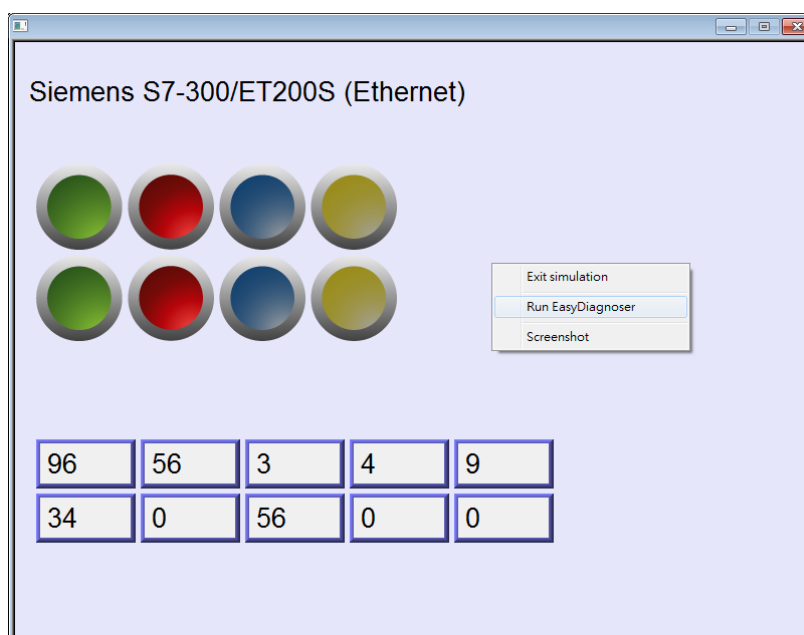 Siemens S7-300/ET200S (Ethernet)
Exit simulation
Run EasyDiagnoser
Screenshot
96 56 3 4 9
34 0 56 0 0